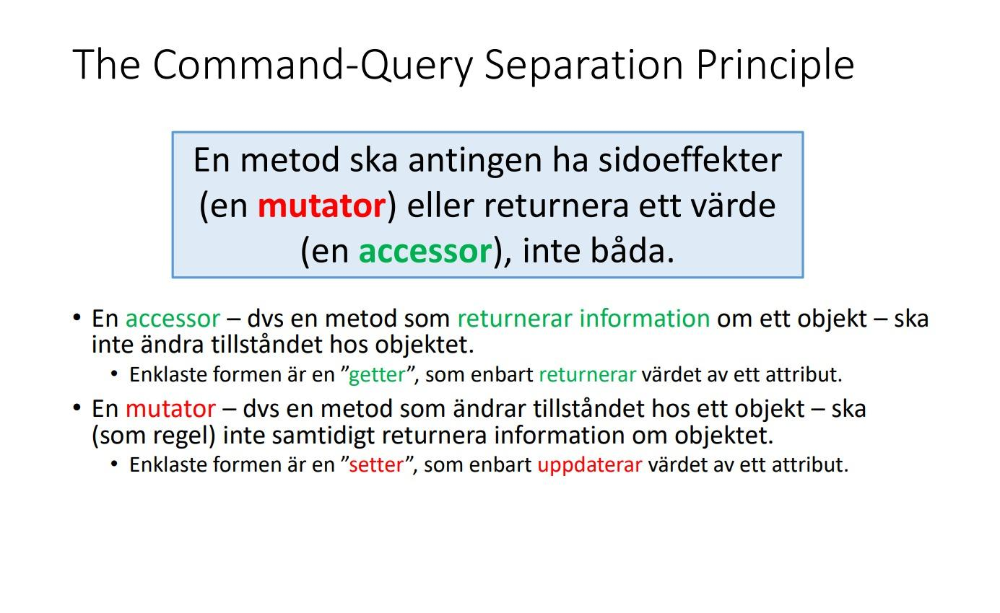 The Command-Query Separation Principle
En metod ska antingen ha sidoeffekter
(en mutator) eller returnera ett värde
(en accessor), inte båda.
• En accessor – dvs en metod som returnerar information om ett objekt – ska
inte ändra tillståndet hos objektet.
• Enklaste formen är en ”getter”, som enbart returnerar värdet av ett attribut.
• En mutator – dvs en metod som ändrar tillståndet hos ett objekt – ska
(som regel) inte samtidigt returnera information om objektet.
• Enklaste formen är en ”setter”, som enbart uppdaterar värdet av ett attribut.